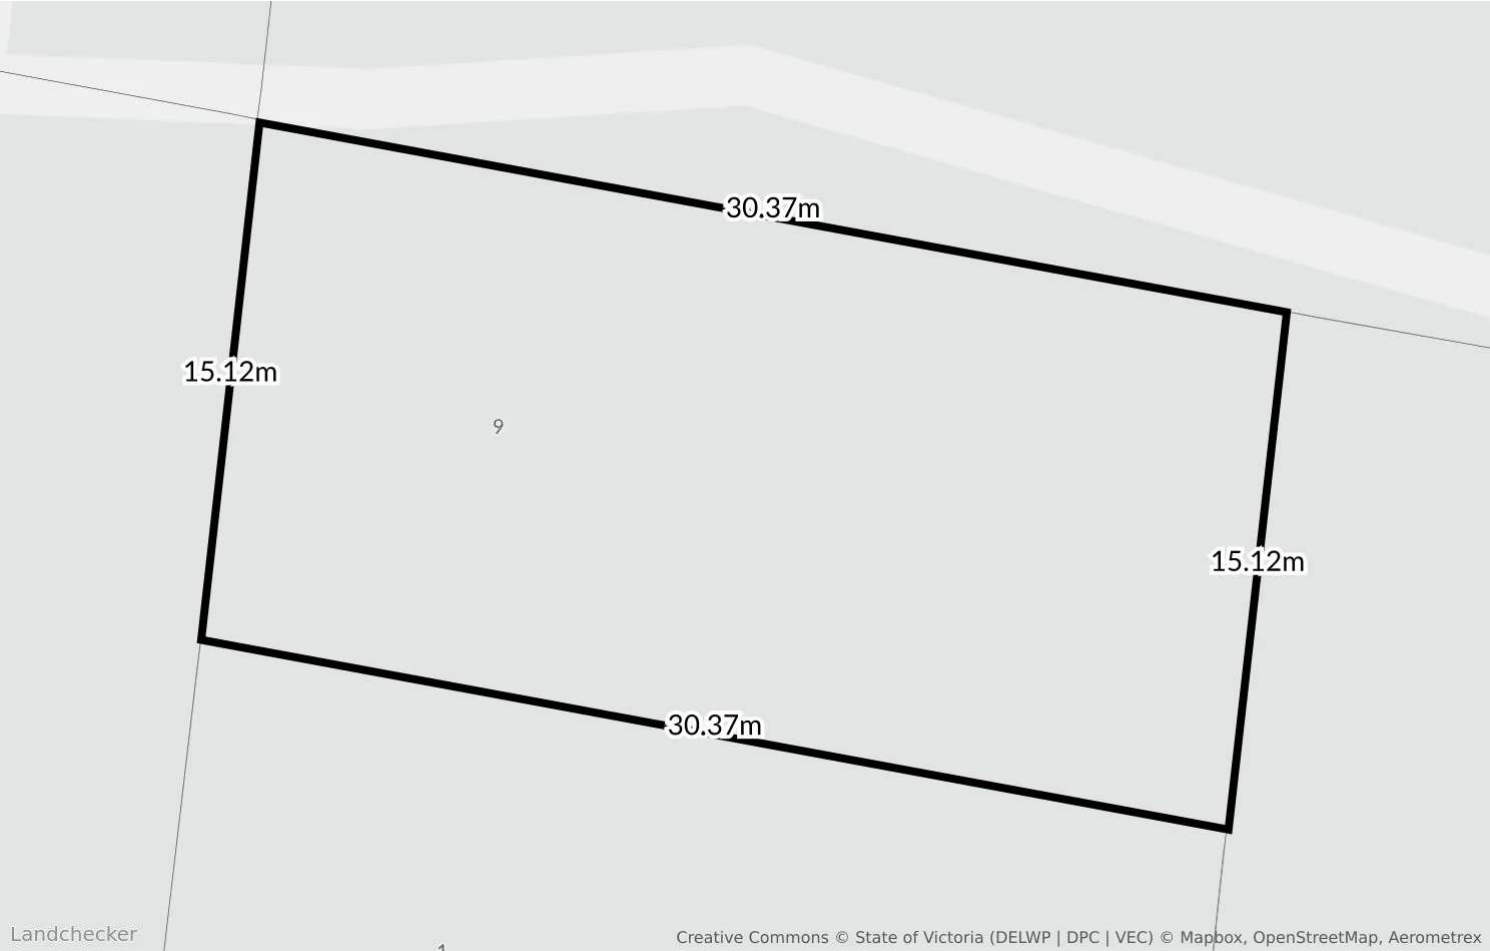 30.37m
15.12m
9
15.12m
30.37m
Landchecker
Creative Commons © State of Victoria (DELWP | DPC | VEC) © Mapbox, OpenStreetMap, Aerometrex